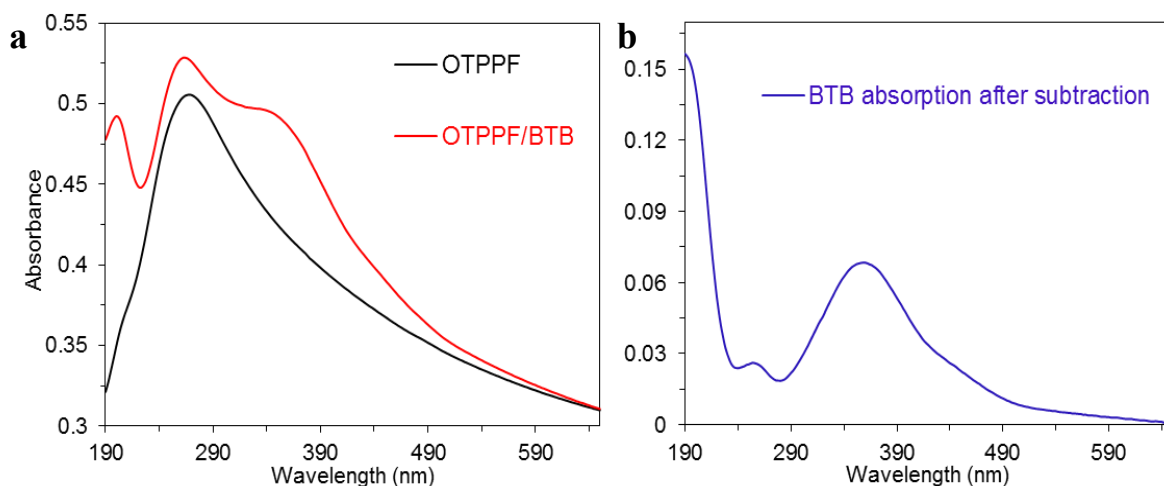 a
0.55
0.5
0.45
0.4
0.35
0.3
Absorbance
OTPPF
OTPPF/BTB
190 290 390 490 590
Wavelength (nm)
b
0.15
0.12
0.09
0.06
0.03
0
BTB absorption after subtraction
190 290 390 490 590
Wavelength (nm)